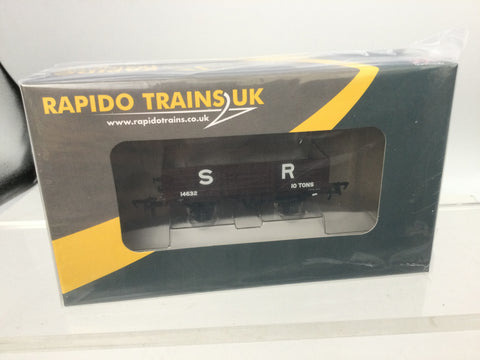 RAPIDO TRAINS UK
www.rapidotrains.co.uk
S R
14632 10 TONS